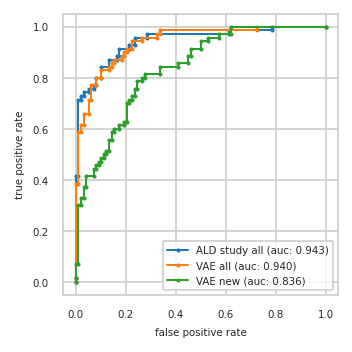 1.0
0.8
0.6
0.4
0.2
0.0
true positive rate
ALD study all (auc: 0.943)
VAE all (auc: 0.940)
VAE new (auc: 0.836)
0.0 0.2 0.4 0.6 0.8 1.0
false positive rate